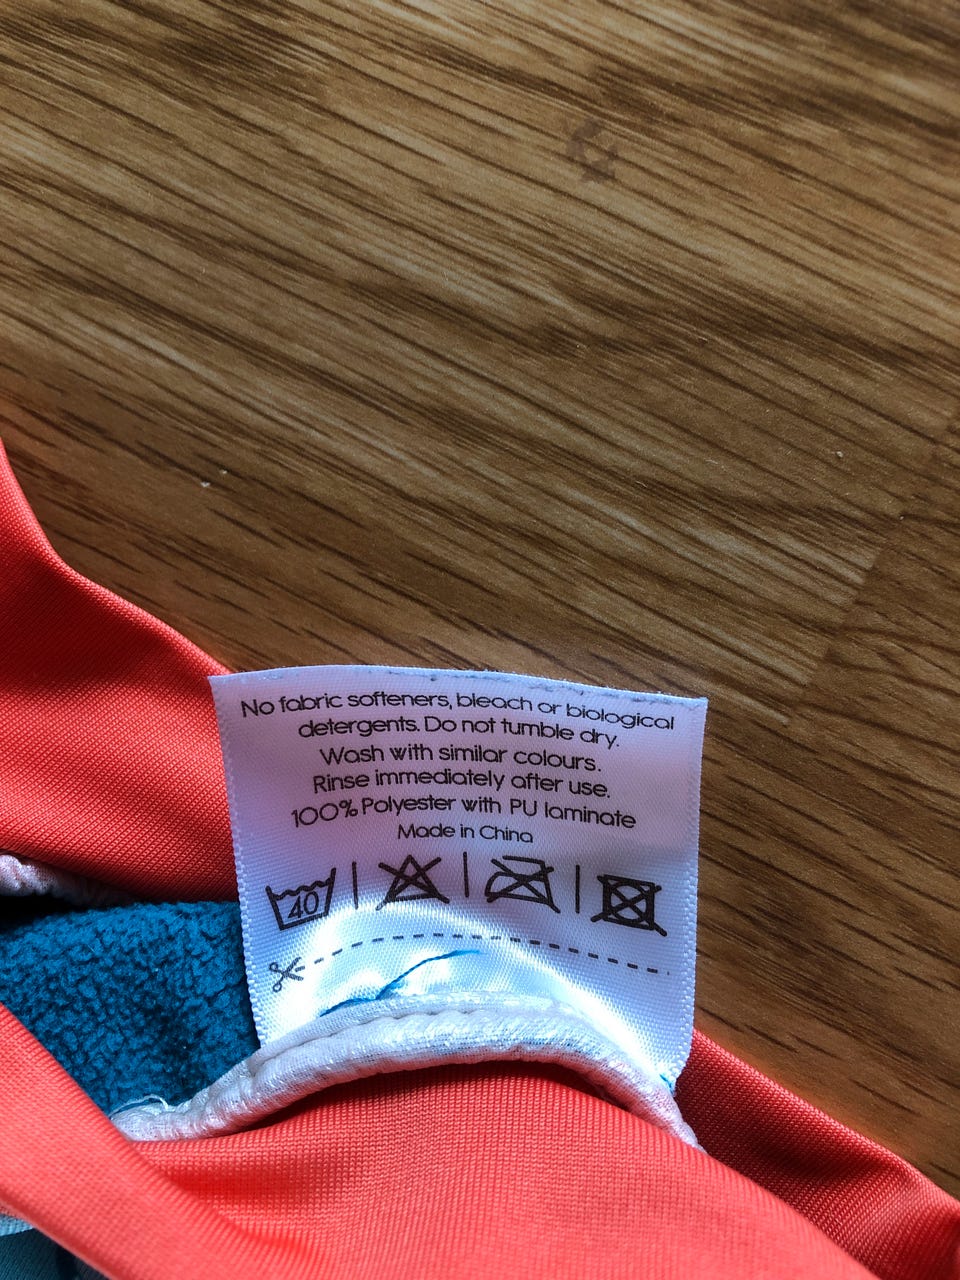 No fabric softeners, bleach or biological
detergents. Do not tumble dry.
Wash with similar colours.
Rinse immediately after use.
100% Polyester with PU laminate
Made in China
40